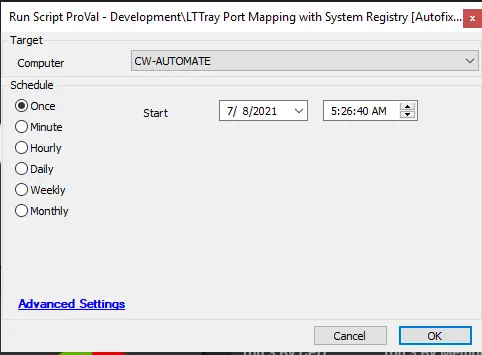 Run Script ProVal - Development\LTTray Port Mapping with System Registry [Autofix...
x
Target
Computer
CW-AUTOMATE
Schedule
Once
Start
7/ 8/2021
5:26:40 AM
Minute
Hourly
Daily
Weekly
Monthly
Advanced Settings
Cancel
OK